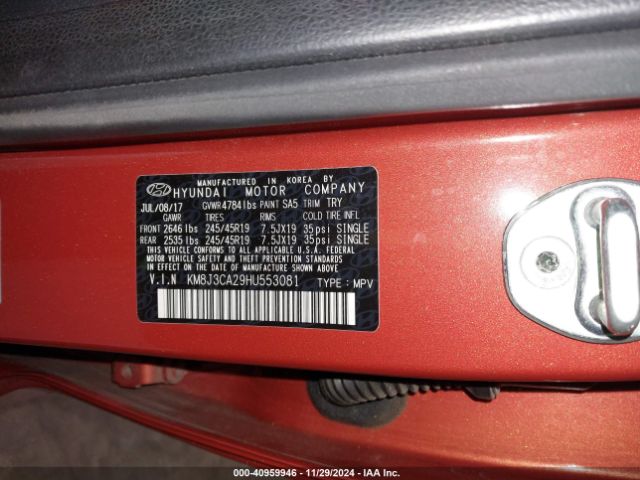 MANUFACTURED IN KOREA BY
HYUNDAI MOTOR COMPANY
JUL/08/17 GVWR 4784 lbs PAINT SA5 TRIM TRY
GAWR TIRES RIMS COLD TIRE INFL
FRONT 2646 lbs 245/45R19 7.5JX19 35psi SINGLE
REAR 2535 lbs 245/45R19 7.5JX19 35psi SINGLE
THIS VEHICLE CONFORMS TO ALL APPLICABLE U.S. FEDERAL
MOTOR VEHICLE SAFETY AND THEFT PREVENTION STANDARDS
IN EFFECT ON THE DATE OF MANUFACTURE SHOWN ABOVE
V.I.N KM8J3CA29HU553081 TYPE : MPV
000-40959946 - 11/29/2024 - IAA Inc.